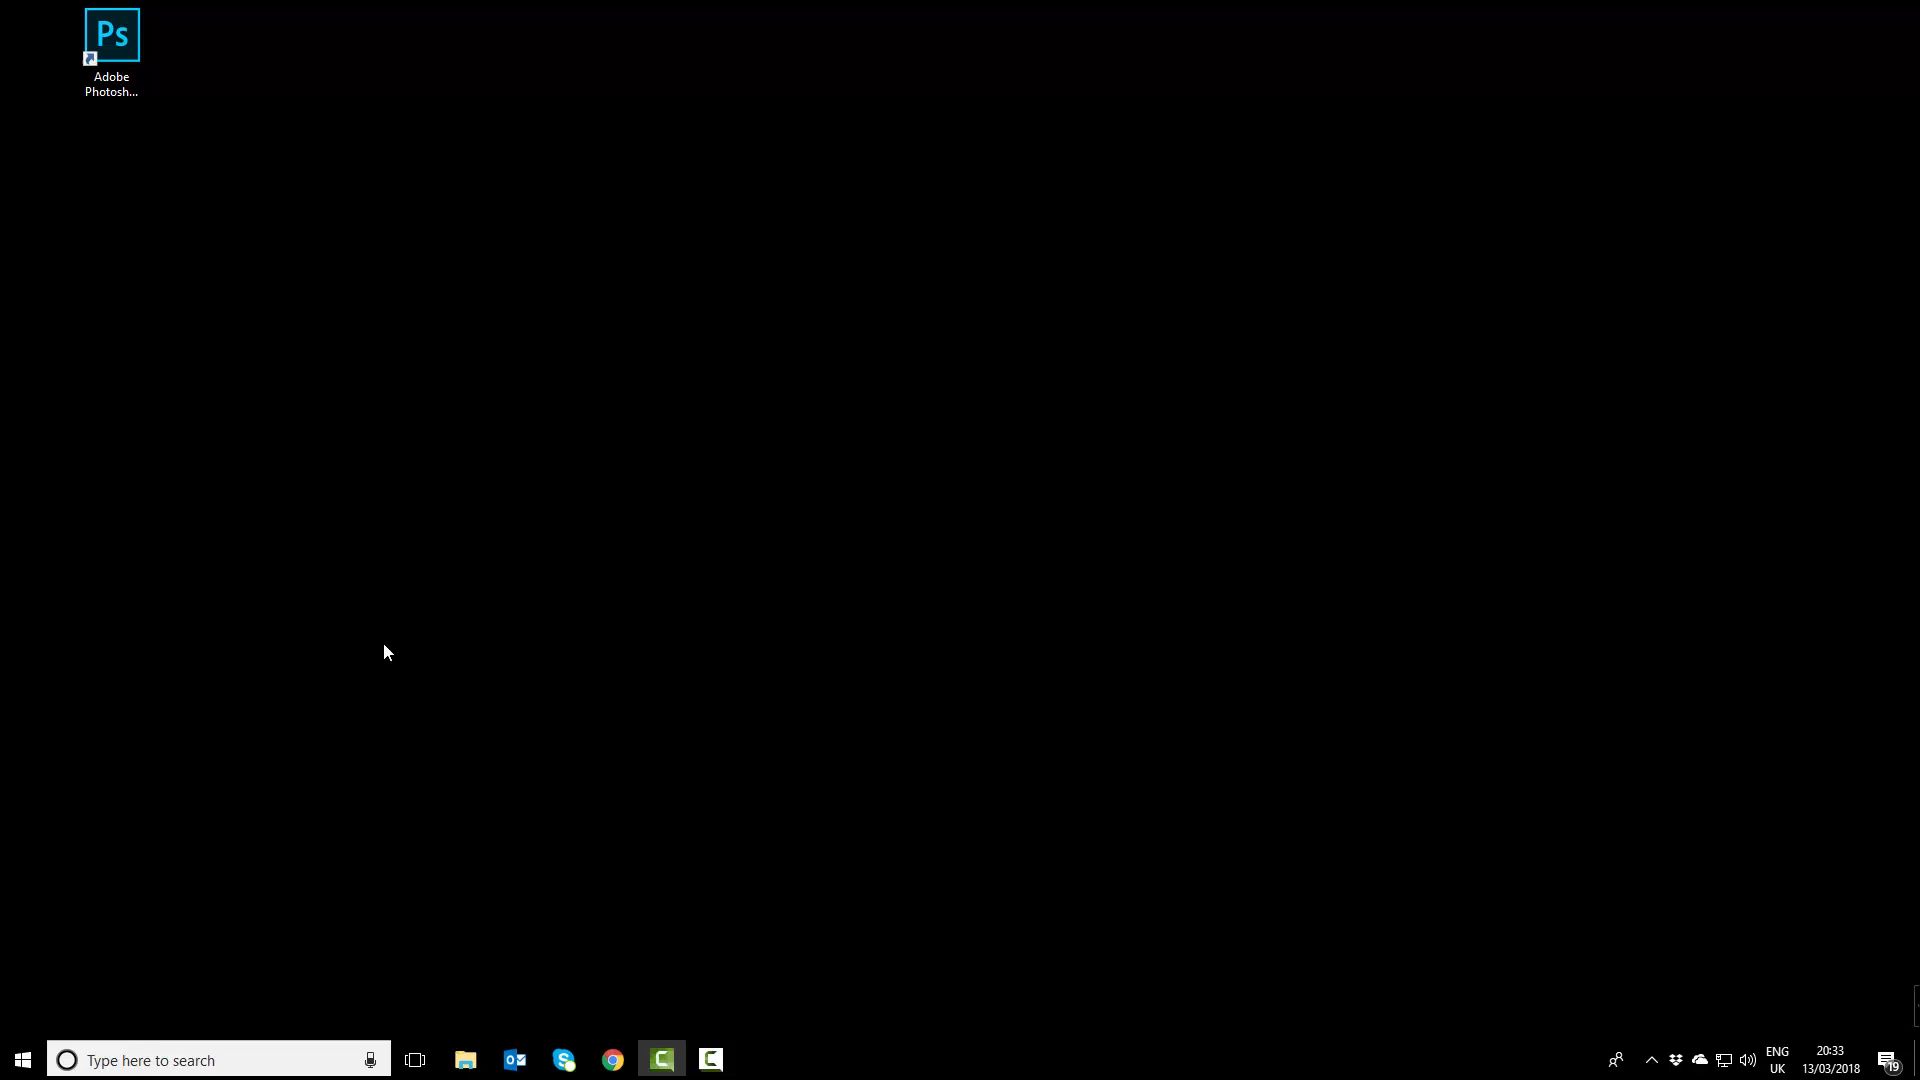 Ps
Adobe
Photosh...
Type here to search
ENG
UK
20:33
13/03/2018
19